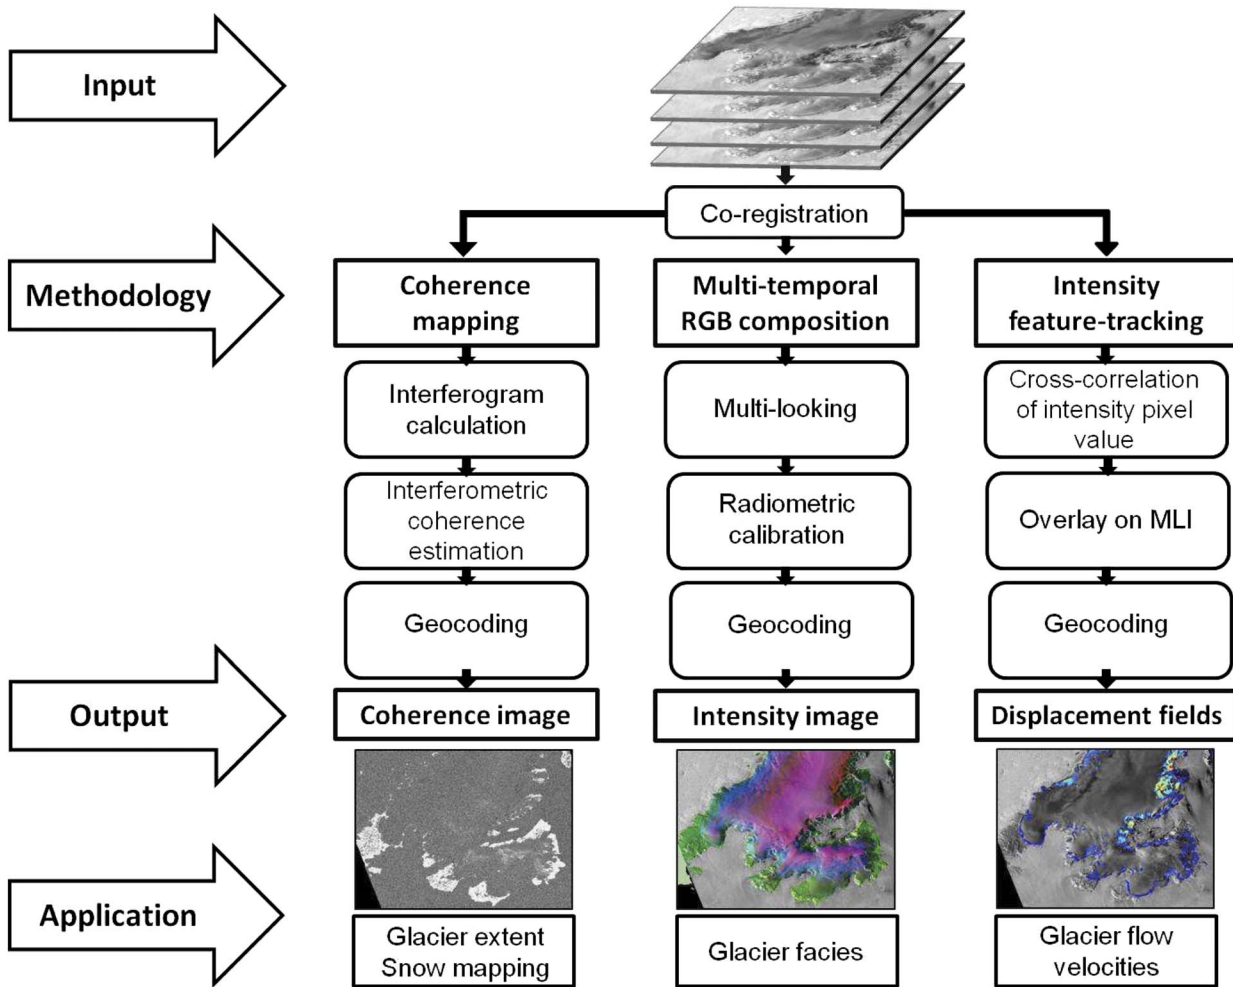 Input
Co-registration
Methodology
Coherence
mapping
Multi-temporal
RGB composition
Intensity
feature-tracking
Interferogram
calculation
Multi-looking
Cross-correlation
of intensity pixel
value
Interferometric
coherence
estimation
Radiometric
calibration
Overlay on MLI
Geocoding
Geocoding
Geocoding
Output
Coherence image
Intensity image
Displacement fields
Application
Glacier extent
Snow mapping
Glacier facies
Glacier flow
velocities